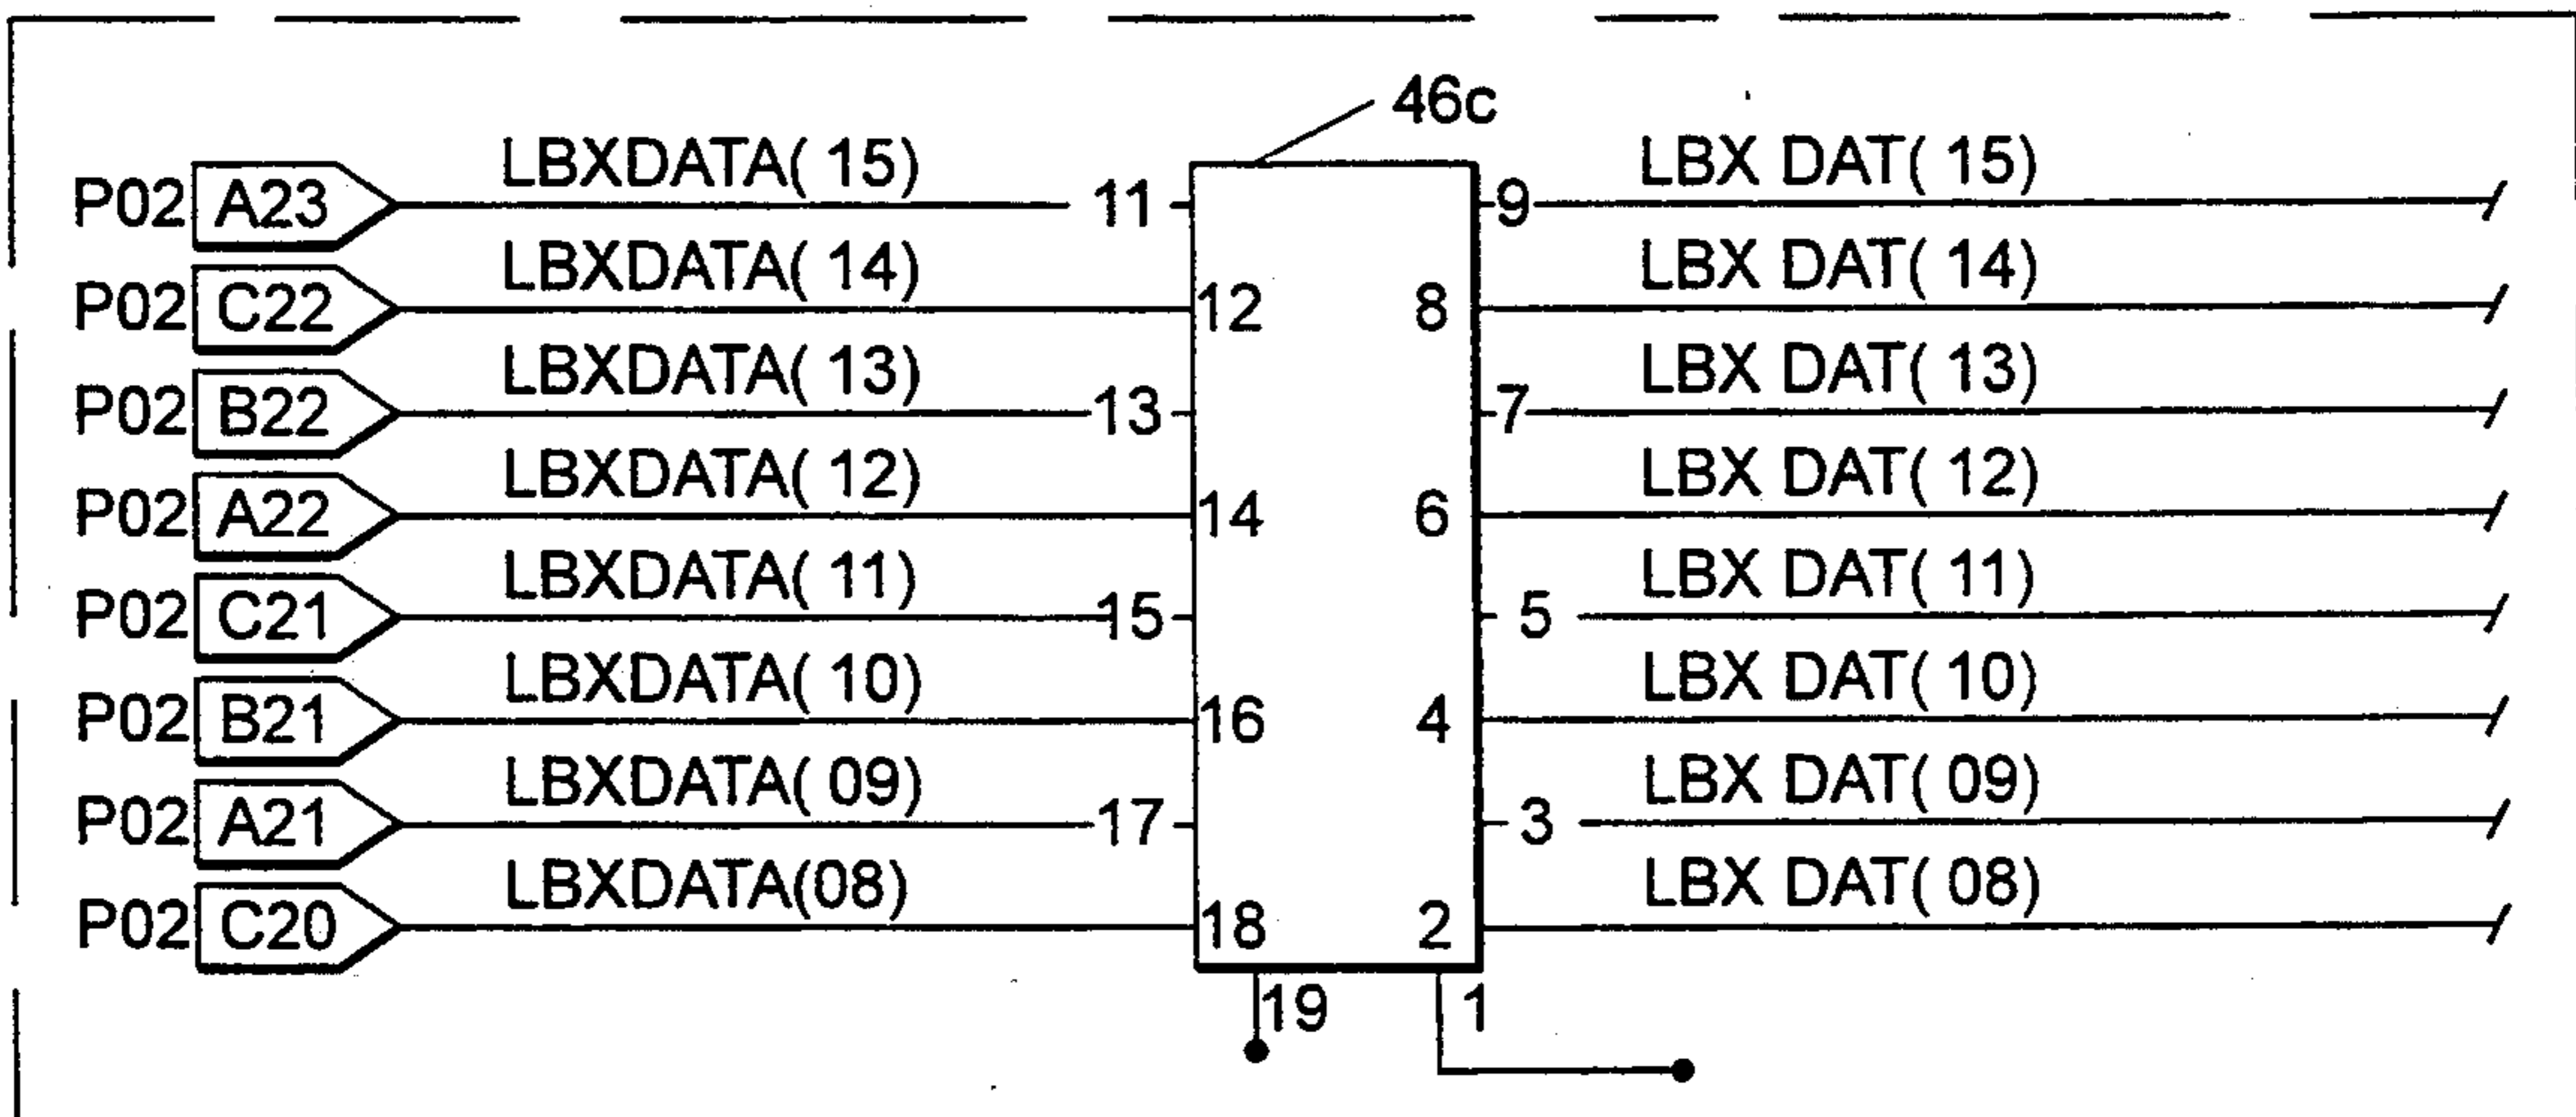 46c
P02 A23 LBXDATA( 15) 11 9 LBX DAT( 15)
P02 C22 LBXDATA( 14) 12 8 LBX DAT( 14)
P02 B22 LBXDATA( 13) 13 7 LBX DAT( 13)
P02 A22 LBXDATA( 12) 14 6 LBX DAT( 12)
P02 C21 LBXDATA( 11) 15 5 LBX DAT( 11)
P02 B21 LBXDATA( 10) 16 4 LBX DAT( 10)
P02 A21 LBXDATA( 09) 17 3 LBX DAT( 09)
P02 C20 LBXDATA(08) 18 2 LBX DAT( 08)
19 1